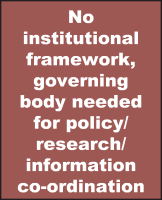 No
institutional
framework,
governing
body needed
for policy/
research/
information
co-ordination